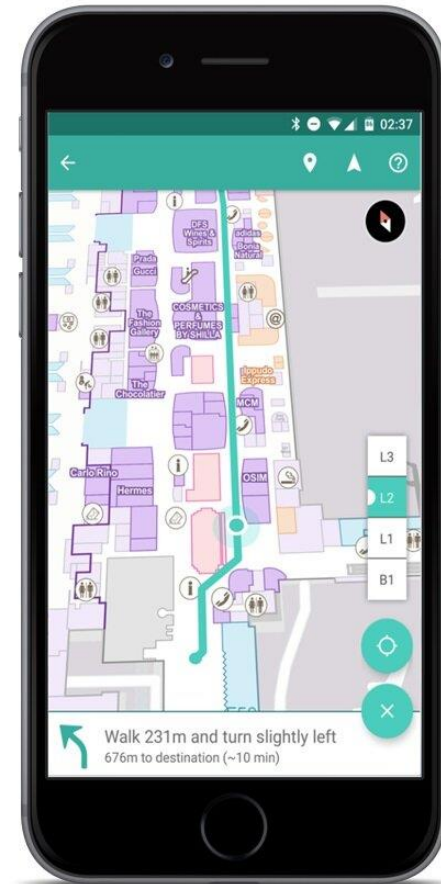 02:37
DFS
Wines &
Spirits
adidas
Bonia
Natural
Prada
Gucci
COSMETICS
&
PERFUMES
BY SHILLA
The
Fashion
Gallery
@
Ippudo
Express
The
Chocolatier
MCM
L3
Carlo Rino
Hermes
OSIM
L2
L1
B1
Walk 231m and turn slightly left
676m to destination (~10 min)